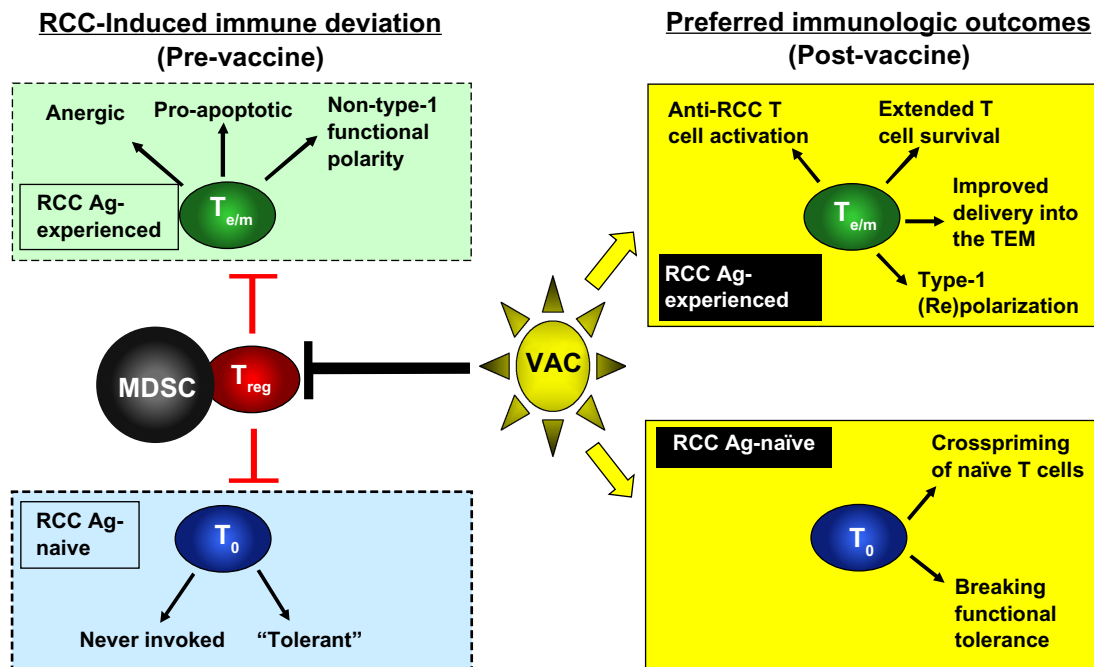 RCC-Induced immune deviation
(Pre-vaccine)
Anergic
Pro-apoptotic
Non-type-1
functional
polarity
RCC Ag-
experienced
Te/m
MDSC
Treg
RCC Ag-
naive
T0
Never invoked
“Tolerant”
VAC
Preferred immunologic outcomes
(Post-vaccine)
Anti-RCC T
cell activation
Extended T
cell survival
Te/m
Improved
delivery into
the TEM
RCC Ag-
experienced
Type-1
(Re)polarization
RCC Ag-naïve
Crosspriming
of naïve T cells
T0
Breaking
functional
tolerance